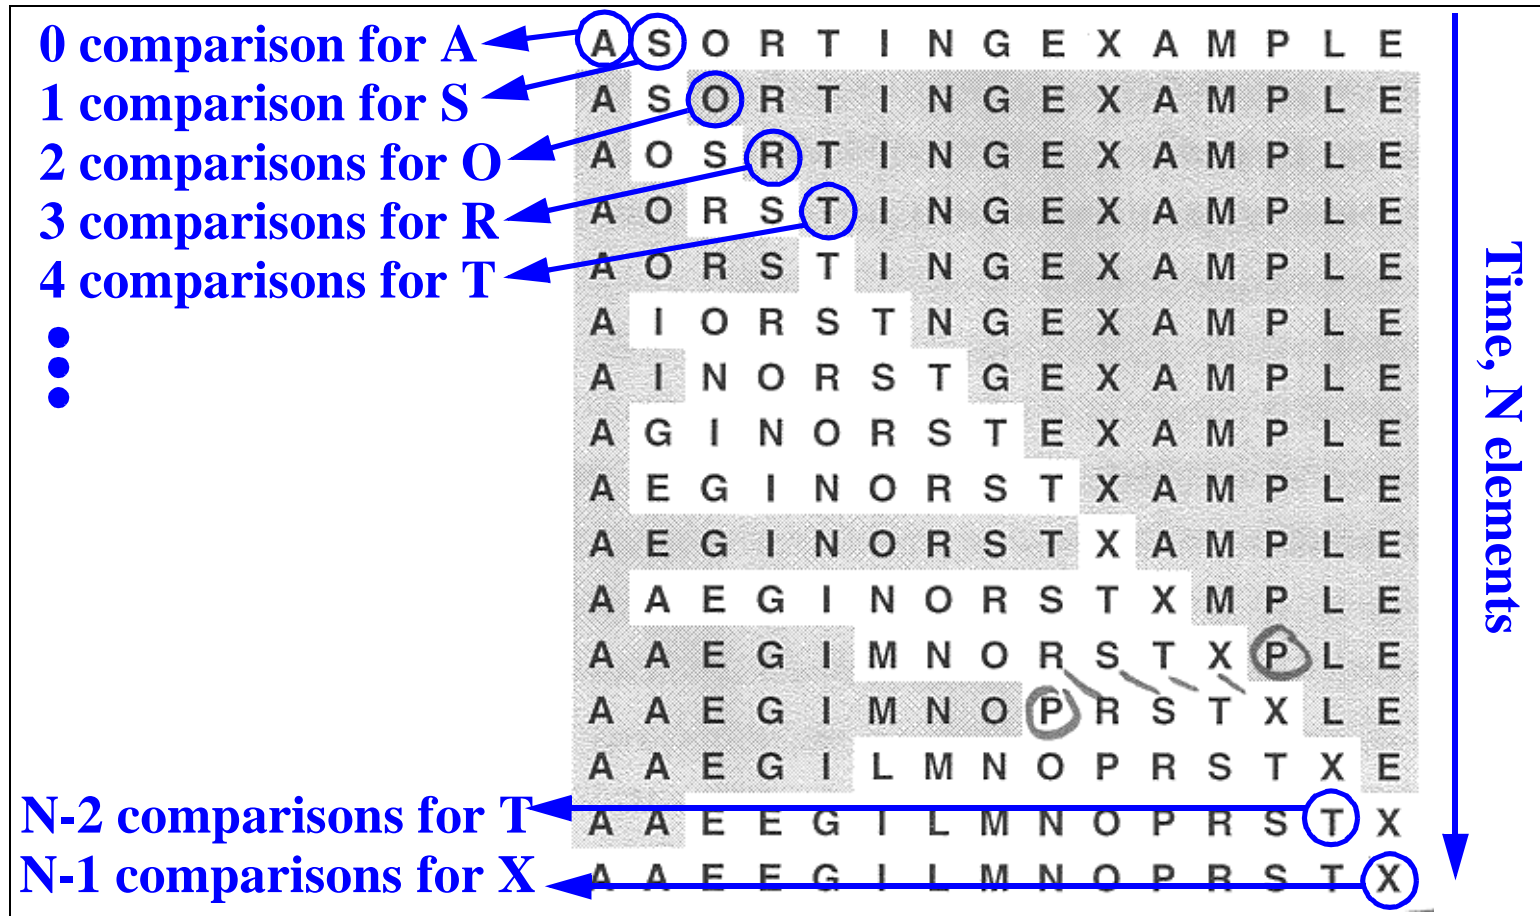 0 comparison for A A S O R T I N G E X A M P L E
1 comparison for S A S O R T I N G E X A M P L E
2 comparisons for O A O S R T I N G E X A M P L E
3 comparisons for R A O R S T I N G E X A M P L E
4 comparisons for T A O R S T I N G E X A M P L E
A I O R S T N G E X A M P L E
A I N O R S T G E X A M P L E
A G I N O R S T E X A M P L E
A E G I N O R S T X A M P L E
A E G I N O R S T X A M P L E
A A E G I N O R S T X M P L E
A A E G I M N O R S T X P L E
A A E G I M N O P R S T X L E
A A E G I L M N O P R S T X E
N-2 comparisons for T A A E E G I L M N O P R S T X
N-1 comparisons for X A A E E G I L M N O P R S T X
Time, N elements